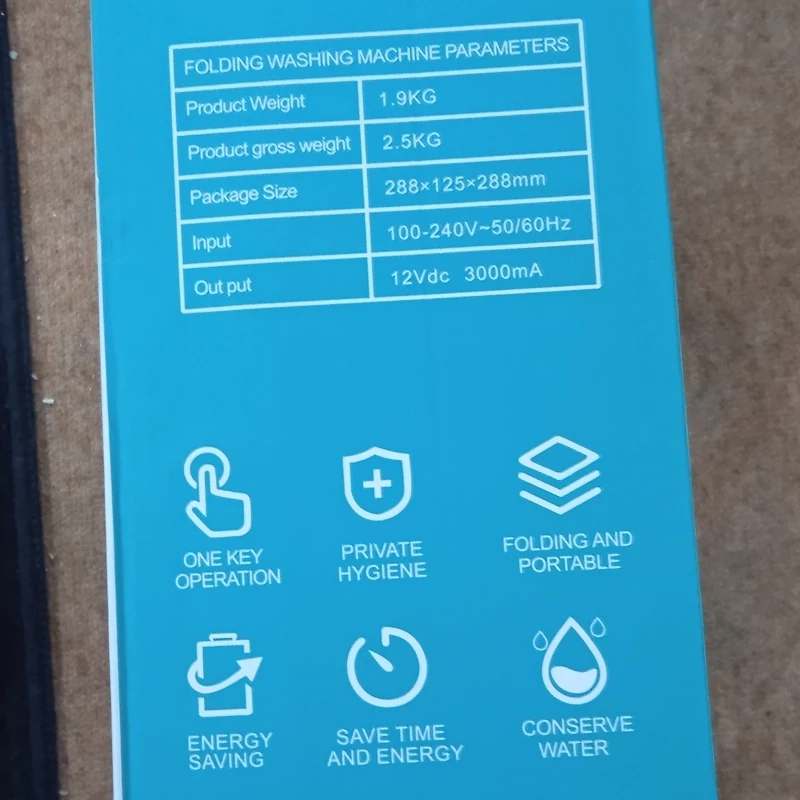 FOLDING WASHING MACHINE PARAMETERS
Product Weight 1.9KG
Product gross weight 2.5KG
Package Size 288×125×288mm
Input 100-240V~50/60Hz
Out put 12Vdc 3000mA
ONE KEY
OPERATION
PRIVATE
HYGIENE
FOLDING AND
PORTABLE
ENERGY
SAVING
SAVE TIME
AND ENERGY
CONSERVE
WATER